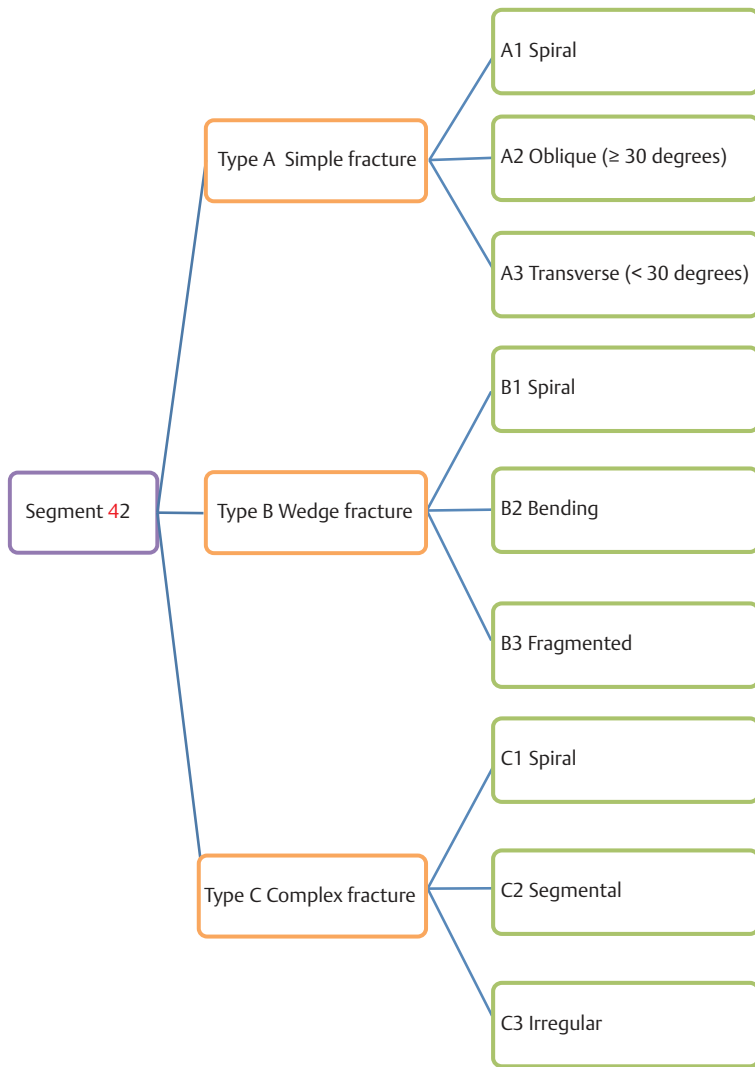 A1 Spiral
Type A  Simple fracture
A2 Oblique (≥ 30 degrees)
A3 Transverse (< 30 degrees)
B1 Spiral
Segment 42
Type B Wedge fracture
B2 Bending
B3 Fragmented
C1 Spiral
Type C Complex fracture
C2 Segmental
C3 Irregular